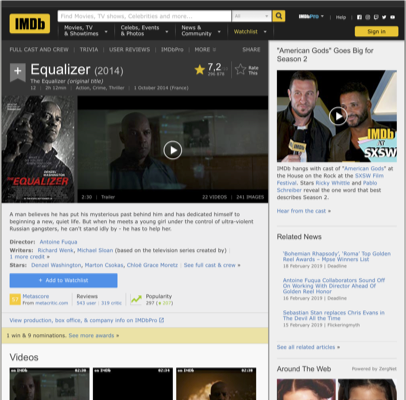 IMDb
Find Movies, TV shows, Celebrities and more...
All
IMDbPro
Help
Movies, TV & Showtimes
Celebs, Events & Photos
News & Community
Watchlist
Sign in
FULL CAST AND CREW | TRIVIA | USER REVIEWS | IMDbPro | MORE
SHARE
Equalizer (2014)
The Equalizer (original title)
12 | 2h 12min | Action, Crime, Thriller | 1 October 2014 (France)
7,2
Rate This
DENZEL WASHINGTON
THE EQUALIZER
2:30 | Trailer
22 VIDEOS | 241 IMAGES
A man believes he has put his mysterious past behind him and has dedicated himself to
beginning a new, quiet life. But when he meets a young girl under the control of ultra-violent
Russian gangsters, he can't stand idly by - he has to help her.
Director: Antoine Fuqua
Writers: Richard Wenk, Michael Sloan (based on the television series created by) |
1 more credit »
Stars: Denzel Washington, Marton Csokas, Chloë Grace Moretz | See full cast & crew »
+ Add to Watchlist
Metascore
From metacritic.com
Reviews
543 user | 319 critic
Popularity
View production, box office, & company info on IMDbPro
1 win & 9 nominations. See more awards »
Videos
IMDb
02:30
IMDb
02:34
IMDb
"American Gods" Goes Big for
Season 2
IMDb
AT
SXSW
IMDb hangs with cast of "American Gods"
at the House on the Rock at the SXSW Film
Festival. Stars Ricky Whittle and Pablo
Schreiber reveal the one word that best
describes Season 2.
Hear from the cast »
Related News
'Bohemian Rhapsody', 'Roma' Top Golden
Reel Awards – Mpse Winners List
18 February 2019 | Deadline
Antoine Fuqua Collaborators Sound Off
On Working With Director Ahead Of
Golden Reel Honor
16 February 2019 | Deadline
Sebastian Stan replaces Chris Evans in
The Devil All the Time
15 February 2019 | Flickeringmyth
See all related articles »
Around The Web
Powered by ZergNet